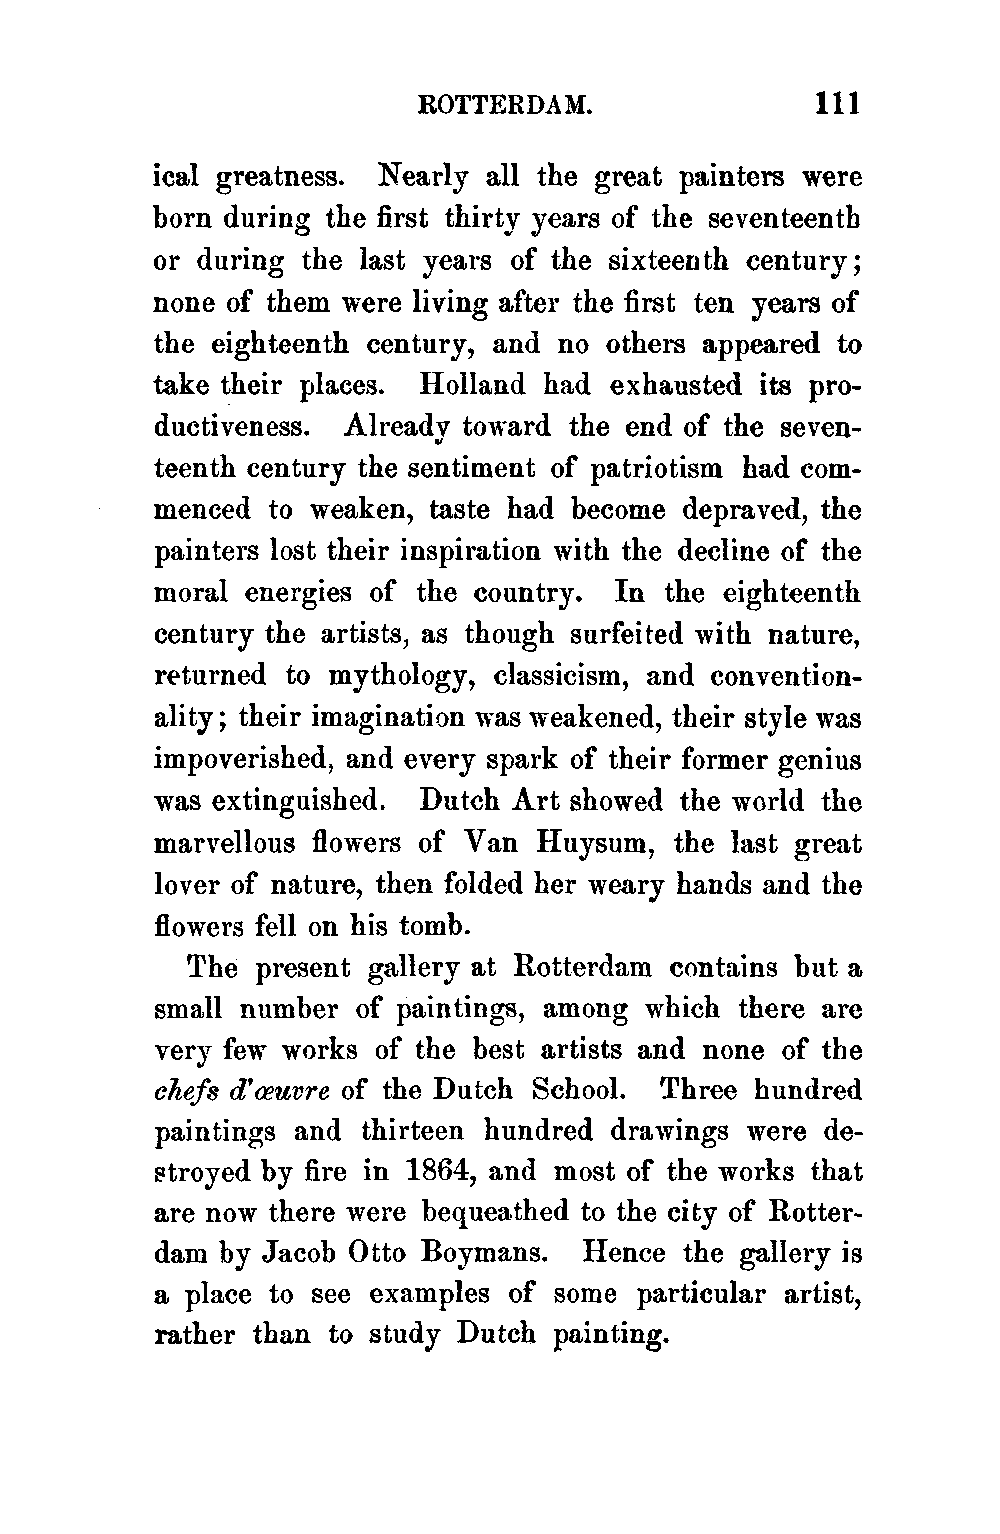 ROTTERDAM. 111
ical greatness. Nearly all the great painters were
born during the first thirty years of the seventeenth
or during the last years of the sixteenth century;
none of them were living after the first ten years of
the eighteenth century, and no others appeared to
take their places. Holland had exhausted its pro-
ductiveness. Already toward the end of the seven-
teenth century the sentiment of patriotism had com-
menced to weaken, taste had become depraved, the
painters lost their inspiration with the decline of the
moral energies of the country. In the eighteenth
century the artists, as though surfeited with nature,
returned to mythology, classicism, and convention-
ality; their imagination was weakened, their style was
impoverished, and every spark of their former genius
was extinguished. Dutch Art showed the world the
marvellous flowers of Van Huysum, the last great
lover of nature, then folded her weary hands and the
flowers fell on his tomb.
The present gallery at Rotterdam contains but a
small number of paintings, among which there are
very few works of the best artists and none of the
chefs d'œuvre of the Dutch School. Three hundred
paintings and thirteen hundred drawings were de-
stroyed by fire in 1864, and most of the works that
are now there were bequeathed to the city of Rotter-
dam by Jacob Otto Boymans. Hence the gallery is
a place to see examples of some particular artist,
rather than to study Dutch painting.